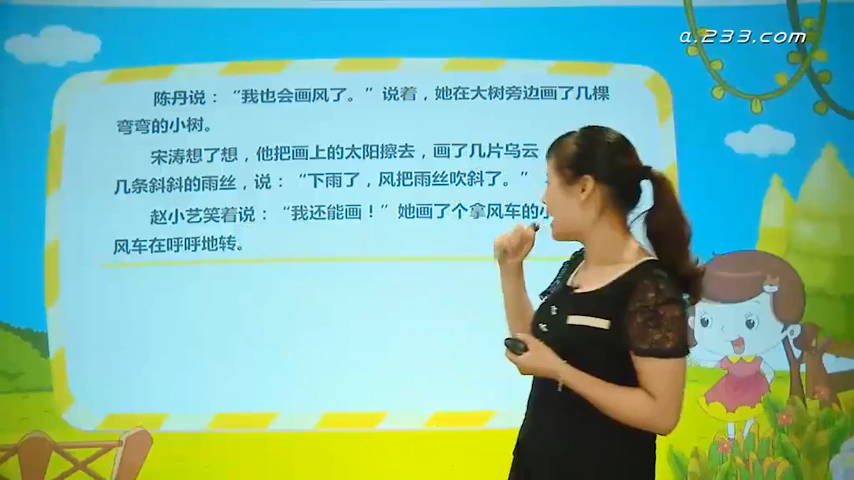 a.233.com
陈丹说：“我也会画风了。”说着，她在大树旁边画了几棵
弯弯的小树。
宋涛想了想，他把画上的太阳擦去，画了几片乌云，
几条斜斜的雨丝，说：“下雨了，风把雨丝吹斜了。”
赵小艺笑着说：“我还能画！”她画了个拿风车的小
风车在呼呼地转。